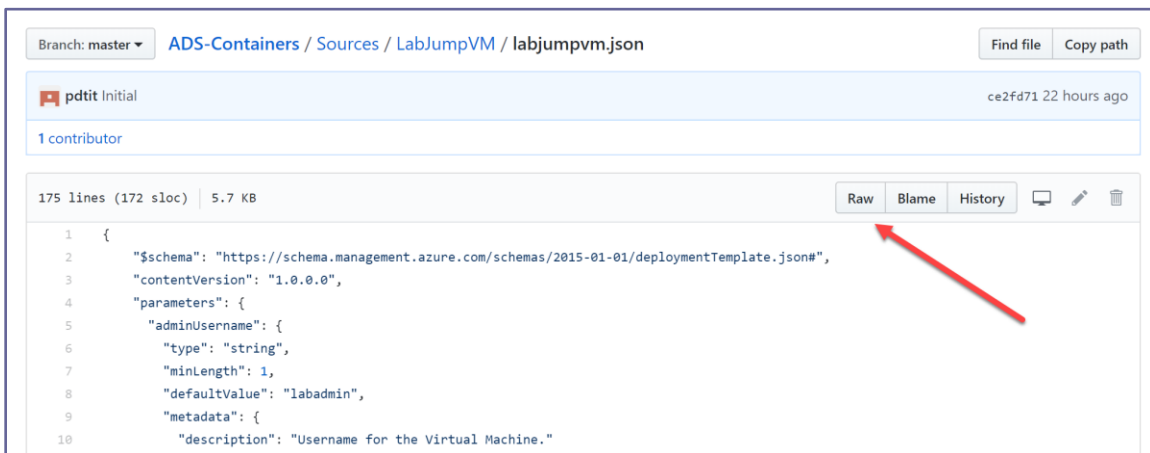 Branch: master ADS-Containers / Sources / LabJumpVM / labjumpvm.json Find file Copy path
pdtit Initial ce2fd71 22 hours ago
1 contributor
175 lines (172 sloc) 5.7 KB Raw Blame History
1 {
2 "$schema": "https://schema.management.azure.com/schemas/2015-01-01/deploymentTemplate.json#",
3 "contentVersion": "1.0.0.0",
4 "parameters": {
5 "adminUsername": {
6 "type": "string",
7 "minLength": 1,
8 "defaultValue": "labadmin",
9 "metadata": {
10 "description": "Username for the Virtual Machine."